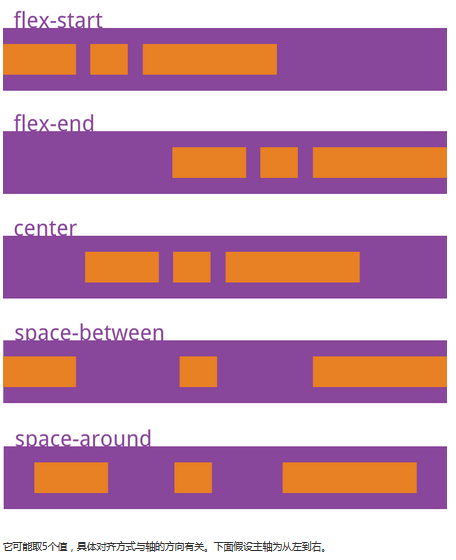 flex-start
flex-end
center
space-between
space-around
它可能取5个值，具体对齐方式与轴的方向有关。下面假设主轴为从左到右。